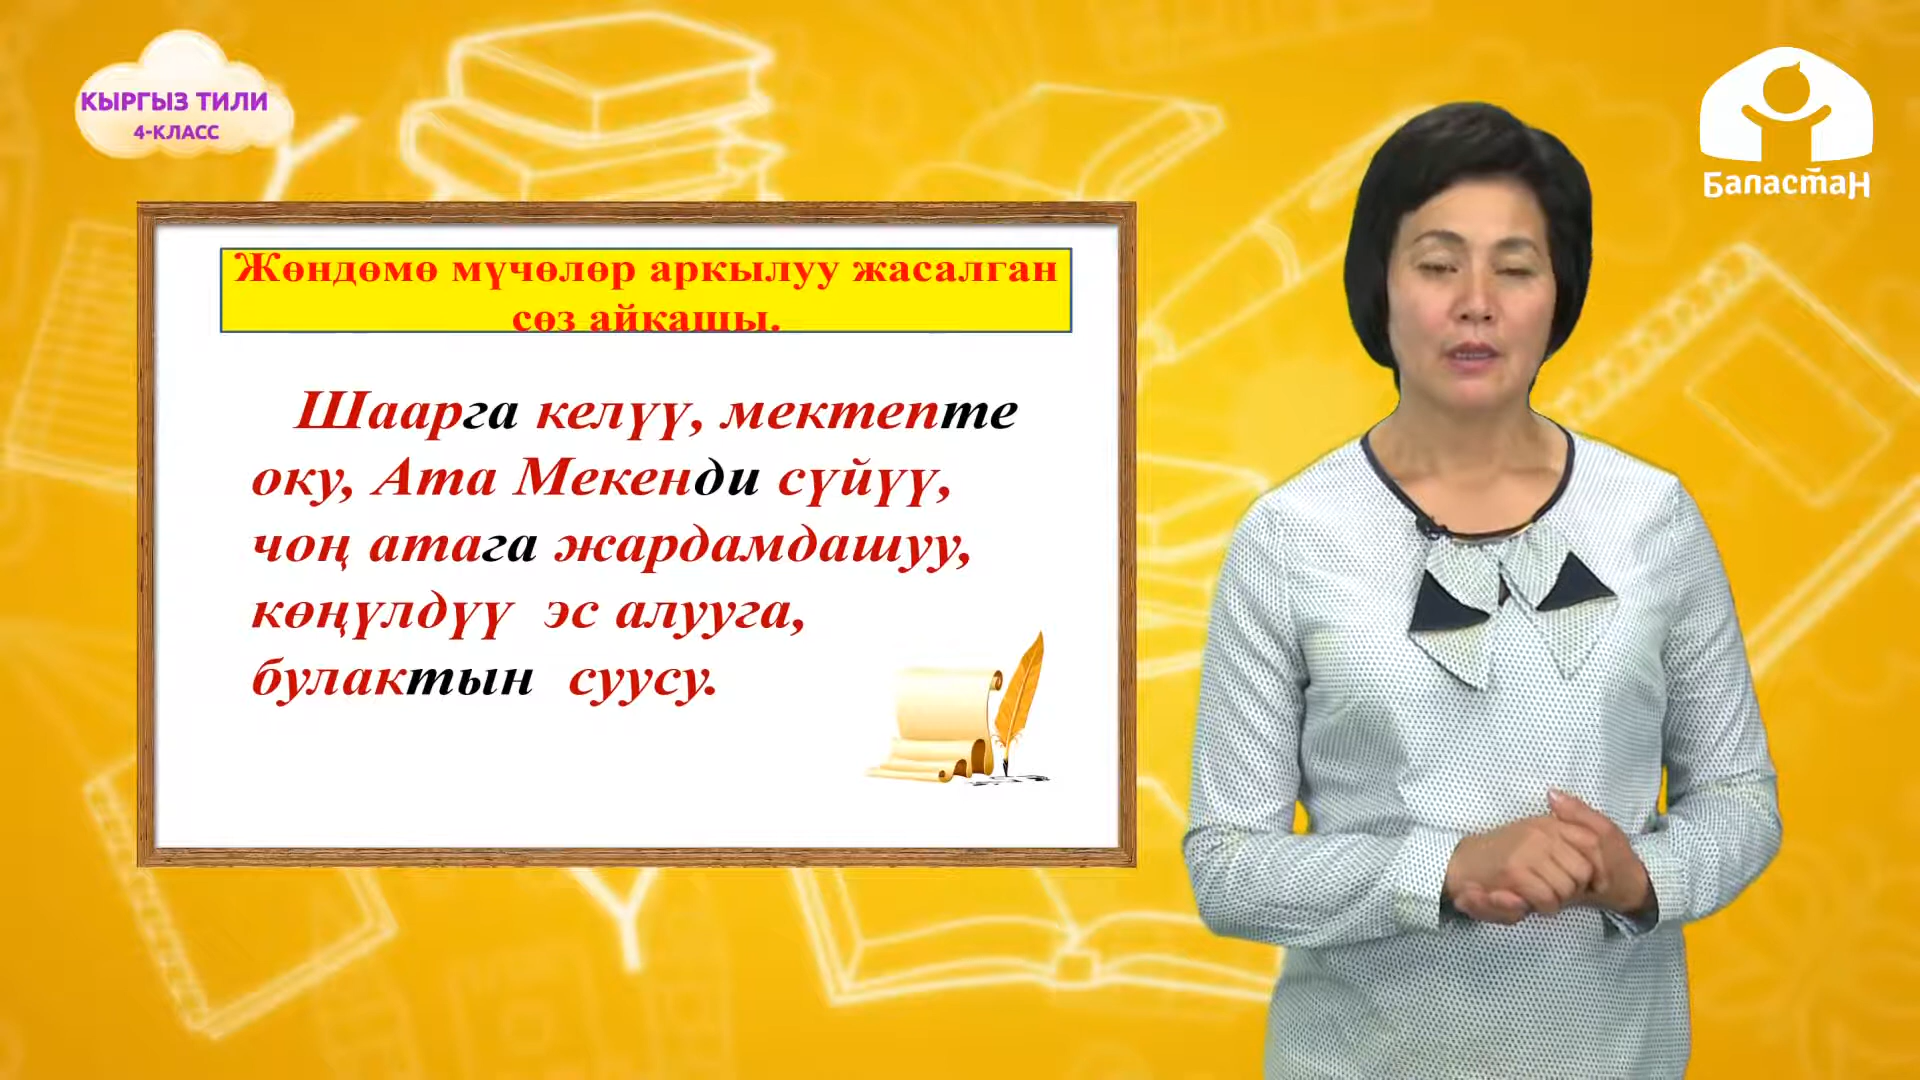 КЫРГЫЗ ТИЛИ
4-КЛАСС
Баластан
Жөндөмө мүчөлөр аркылуу жасалган
сөз айкашы.
Шаарга келүү, мектепте
оку, Ата Мекенди сүйүү,
чоң атага жардамдашуу,
көңүлдүү эс алууга,
булактын суусу.